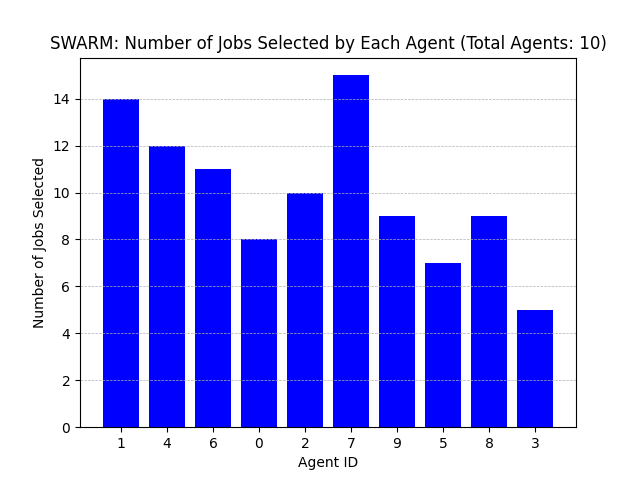 SWARM: Number of Jobs Selected by Each Agent (Total Agents: 10)
Number of Jobs Selected
14
12
10
8
6
4
2
0
1 4 6 0 2 7 9 5 8 3
Agent ID